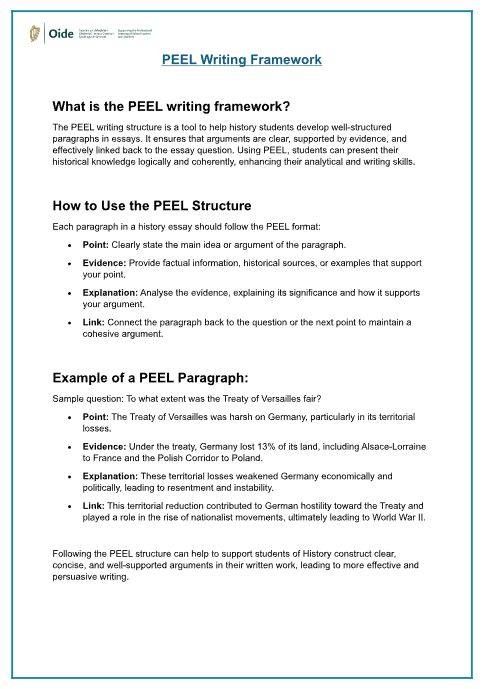 Oide
PEEL Writing Framework
What is the PEEL writing framework?
The PEEL writing structure is a tool to help history students develop well-structured
paragraphs in essays. It ensures that arguments are clear, supported by evidence, and
effectively linked back to the essay question. Using PEEL, students can present their
historical knowledge logically and coherently, enhancing their analytical and writing skills.
How to Use the PEEL Structure
Each paragraph in a history essay should follow the PEEL format:
• Point: Clearly state the main idea or argument of the paragraph.
• Evidence: Provide factual information, historical sources, or examples that support
your point.
• Explanation: Analyse the evidence, explaining its significance and how it supports
your argument.
• Link: Connect the paragraph back to the question or the next point to maintain a
cohesive argument.
Example of a PEEL Paragraph:
Sample question: To what extent was the Treaty of Versailles fair?
• Point: The Treaty of Versailles was harsh on Germany, particularly in its territorial
losses.
• Evidence: Under the treaty, Germany lost 13% of its land, including Alsace-Lorraine
to France and the Polish Corridor to Poland.
• Explanation: These territorial losses weakened Germany economically and
politically, leading to resentment and instability.
• Link: This territorial reduction contributed to German hostility toward the Treaty and
played a role in the rise of nationalist movements, ultimately leading to World War II.
Following the PEEL structure can help to support students of History construct clear,
concise, and well-supported arguments in their written work, leading to more effective and
persuasive writing.